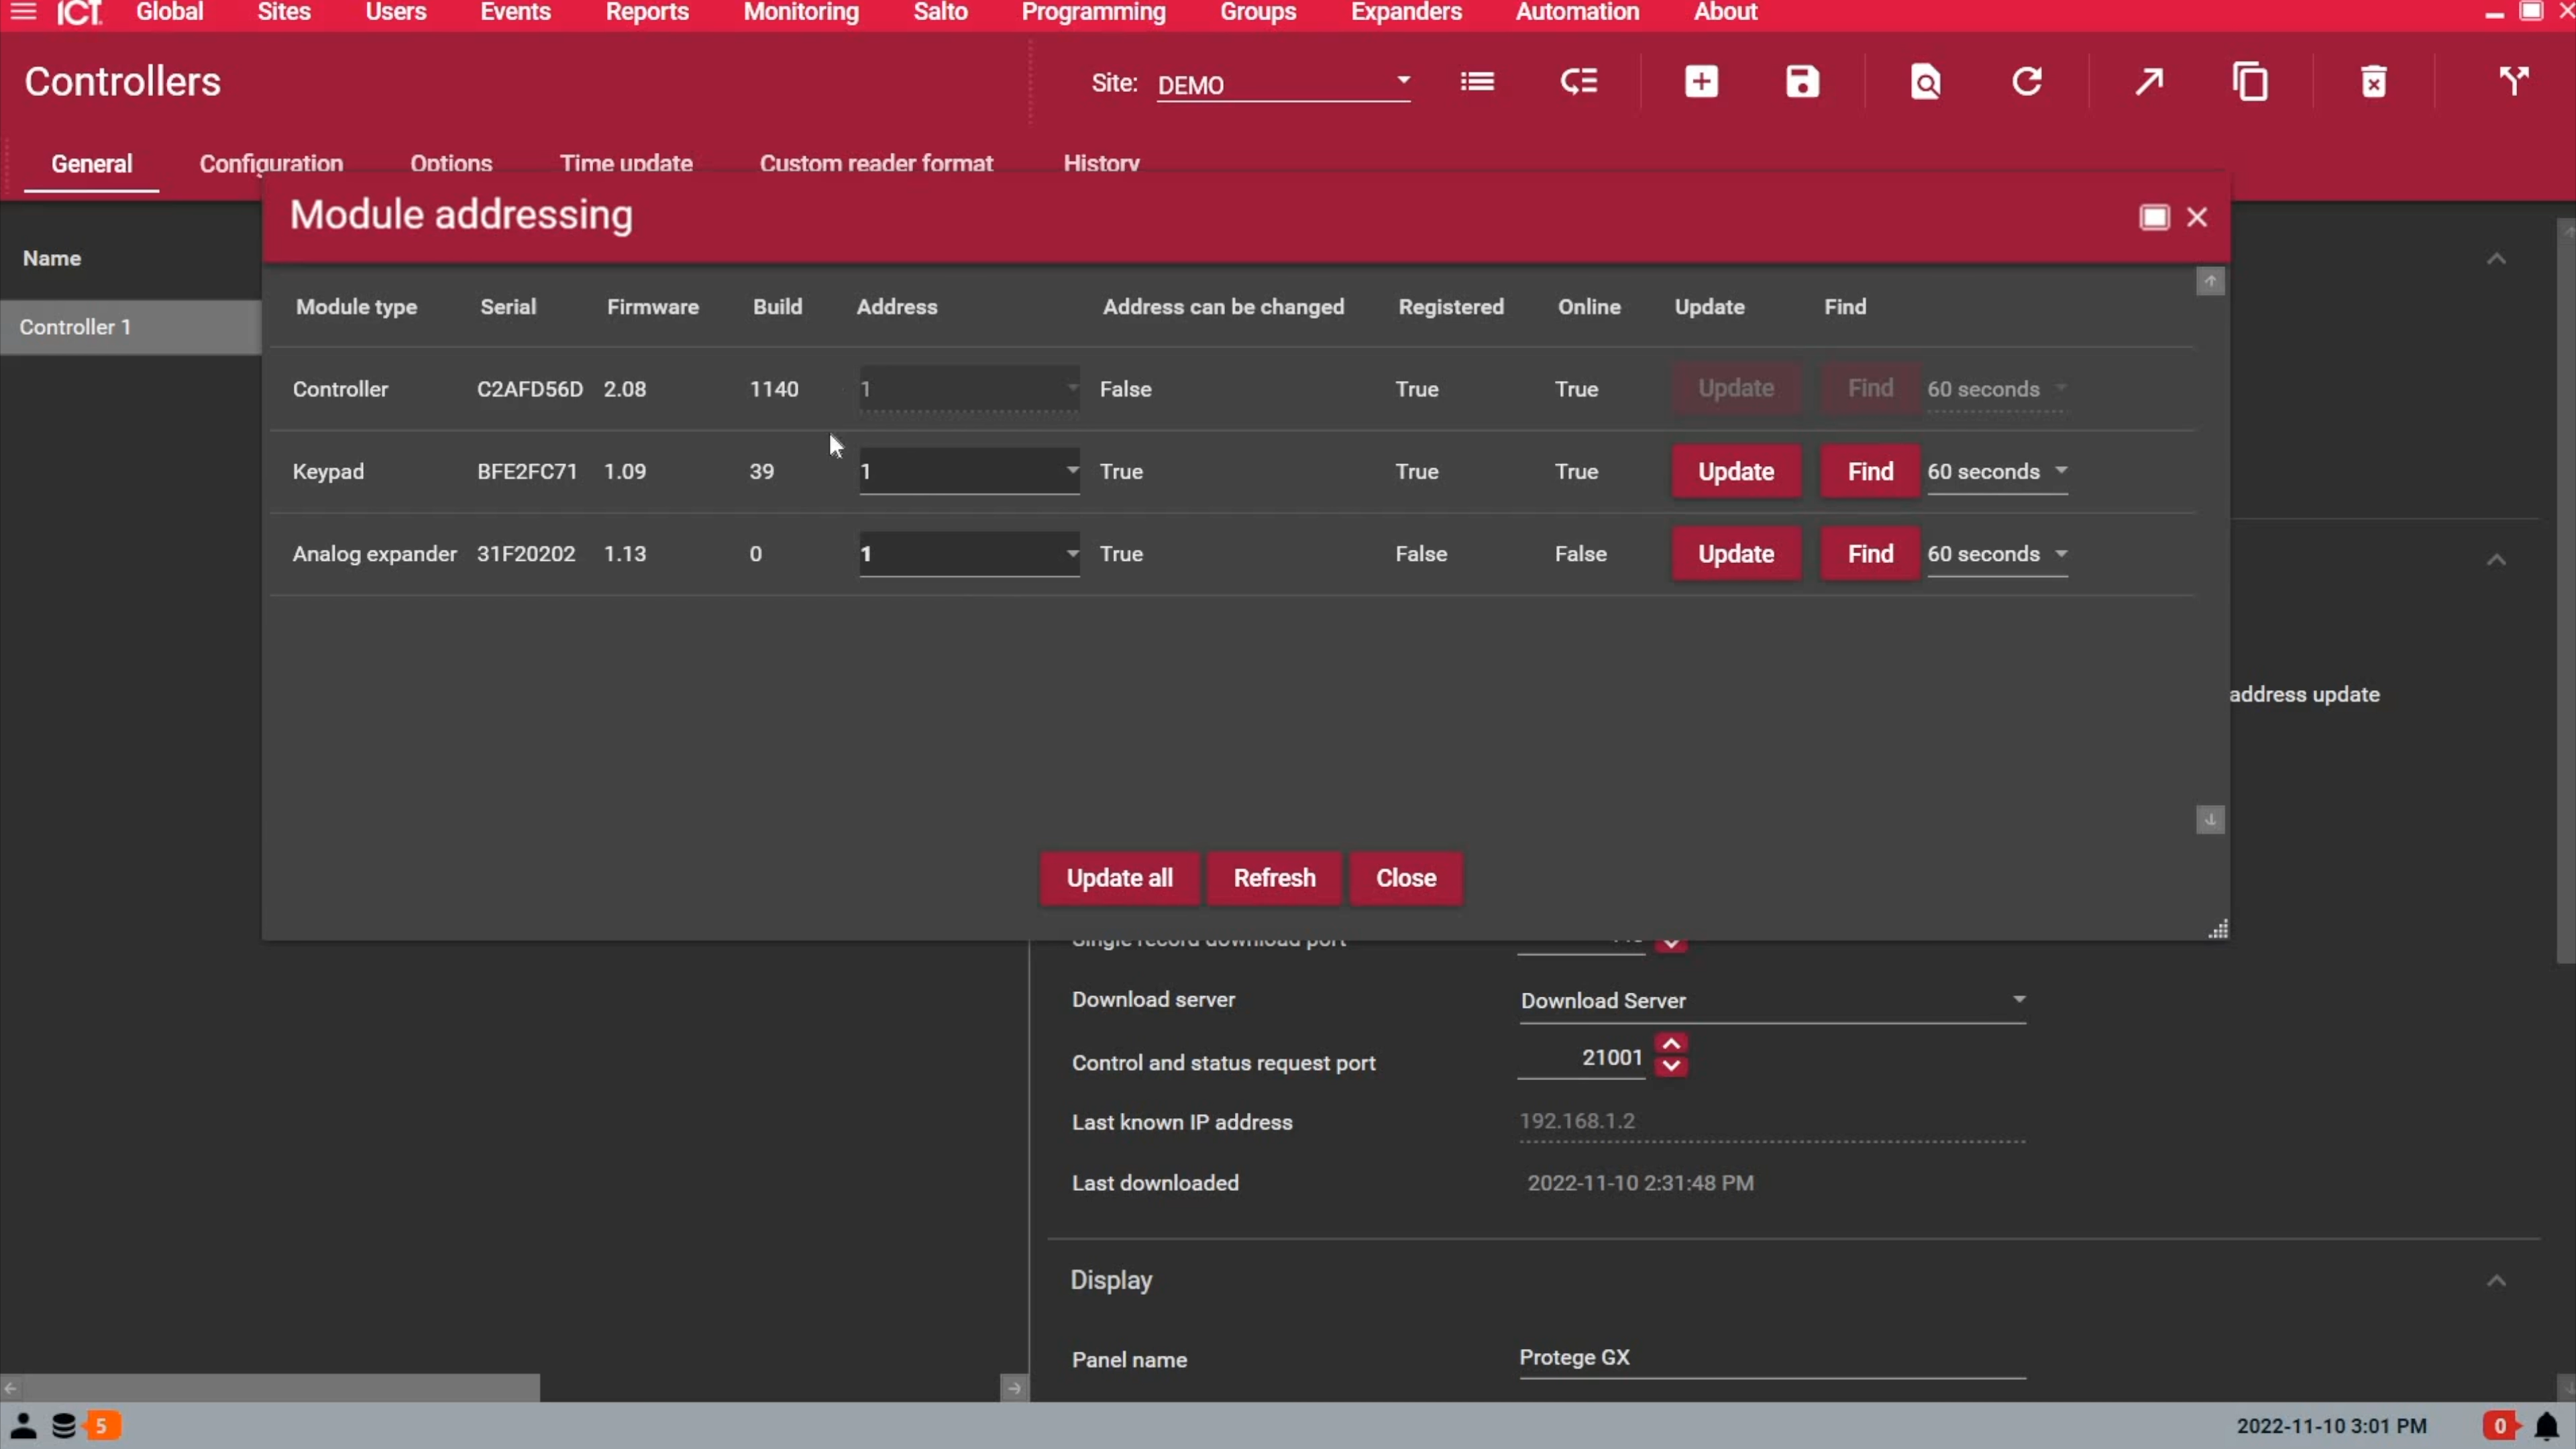 ICT Global Sites Users Events Reports Monitoring Salto Programming Groups Expanders Automation About
Controllers Site: DEMO
General Configuration Options Time update Custom reader format History
Module addressing
Name
Module type Serial Firmware Build Address Address can be changed Registered Online Update Find
Controller 1
Controller C2AFD56D 2.08 1140 1 False True True Update Find 60 seconds
Keypad BFE2FC71 1.09 39 1 True True True Update Find 60 seconds
Analog expander 31F20202 1.13 0 1 True False False Update Find 60 seconds
address update
Update all Refresh Close
Single record download port
Download server Download Server
Control and status request port 21001
Last known IP address 192.168.1.2
Last downloaded 2022-11-10 2:31:48 PM
Display
Panel name Protege GX
5 2022-11-10 3:01 PM 0